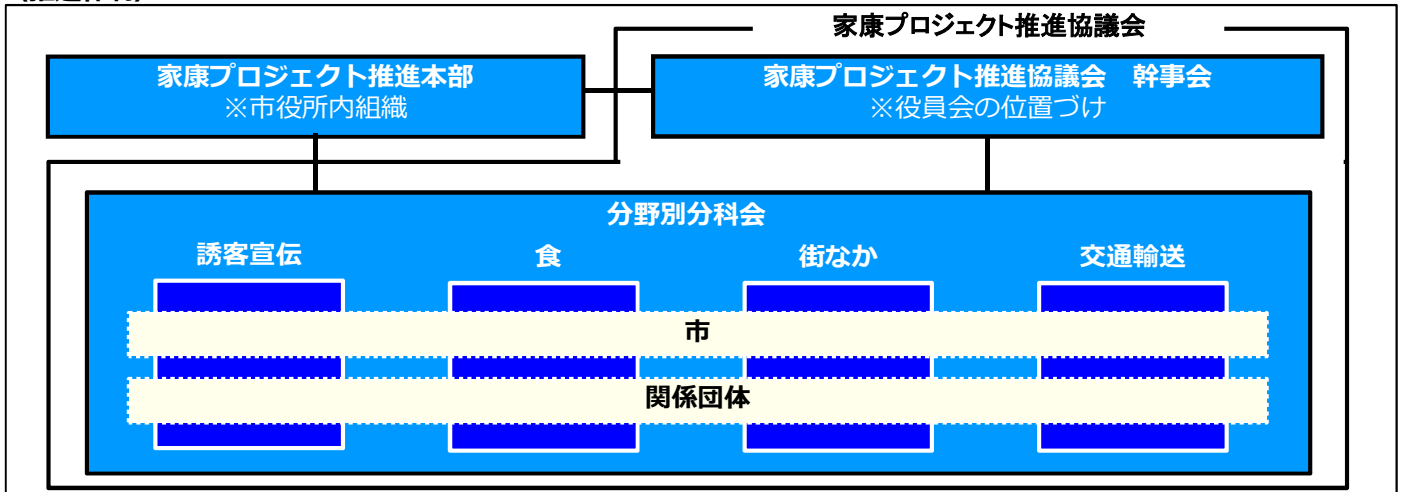 家康プロジェクト推進協議会
家康プロジェクト推進本部
※市役所内組織
家康プロジェクト推進協議会　幹事会
※役員会の位置づけ
分野別分科会
誘客宣伝
食
街なか
交通輸送
市
関係団体